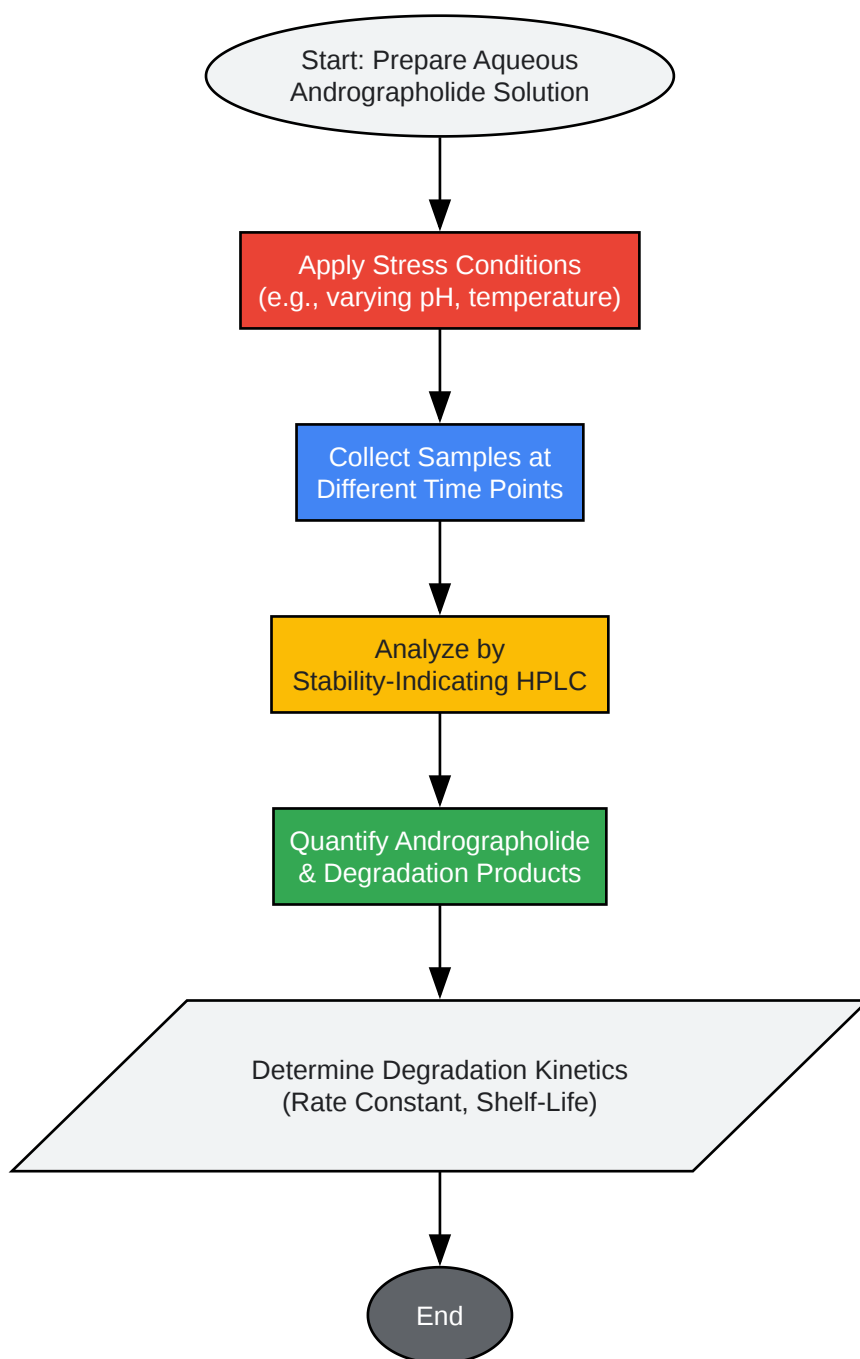 Start: Prepare Aqueous
Andrographolide Solution
Apply Stress Conditions
(e.g., varying pH, temperature)
Collect Samples at
Different Time Points
Analyze by
Stability-Indicating HPLC
Quantify Andrographolide
& Degradation Products
Determine Degradation Kinetics
(Rate Constant, Shelf-Life)
End